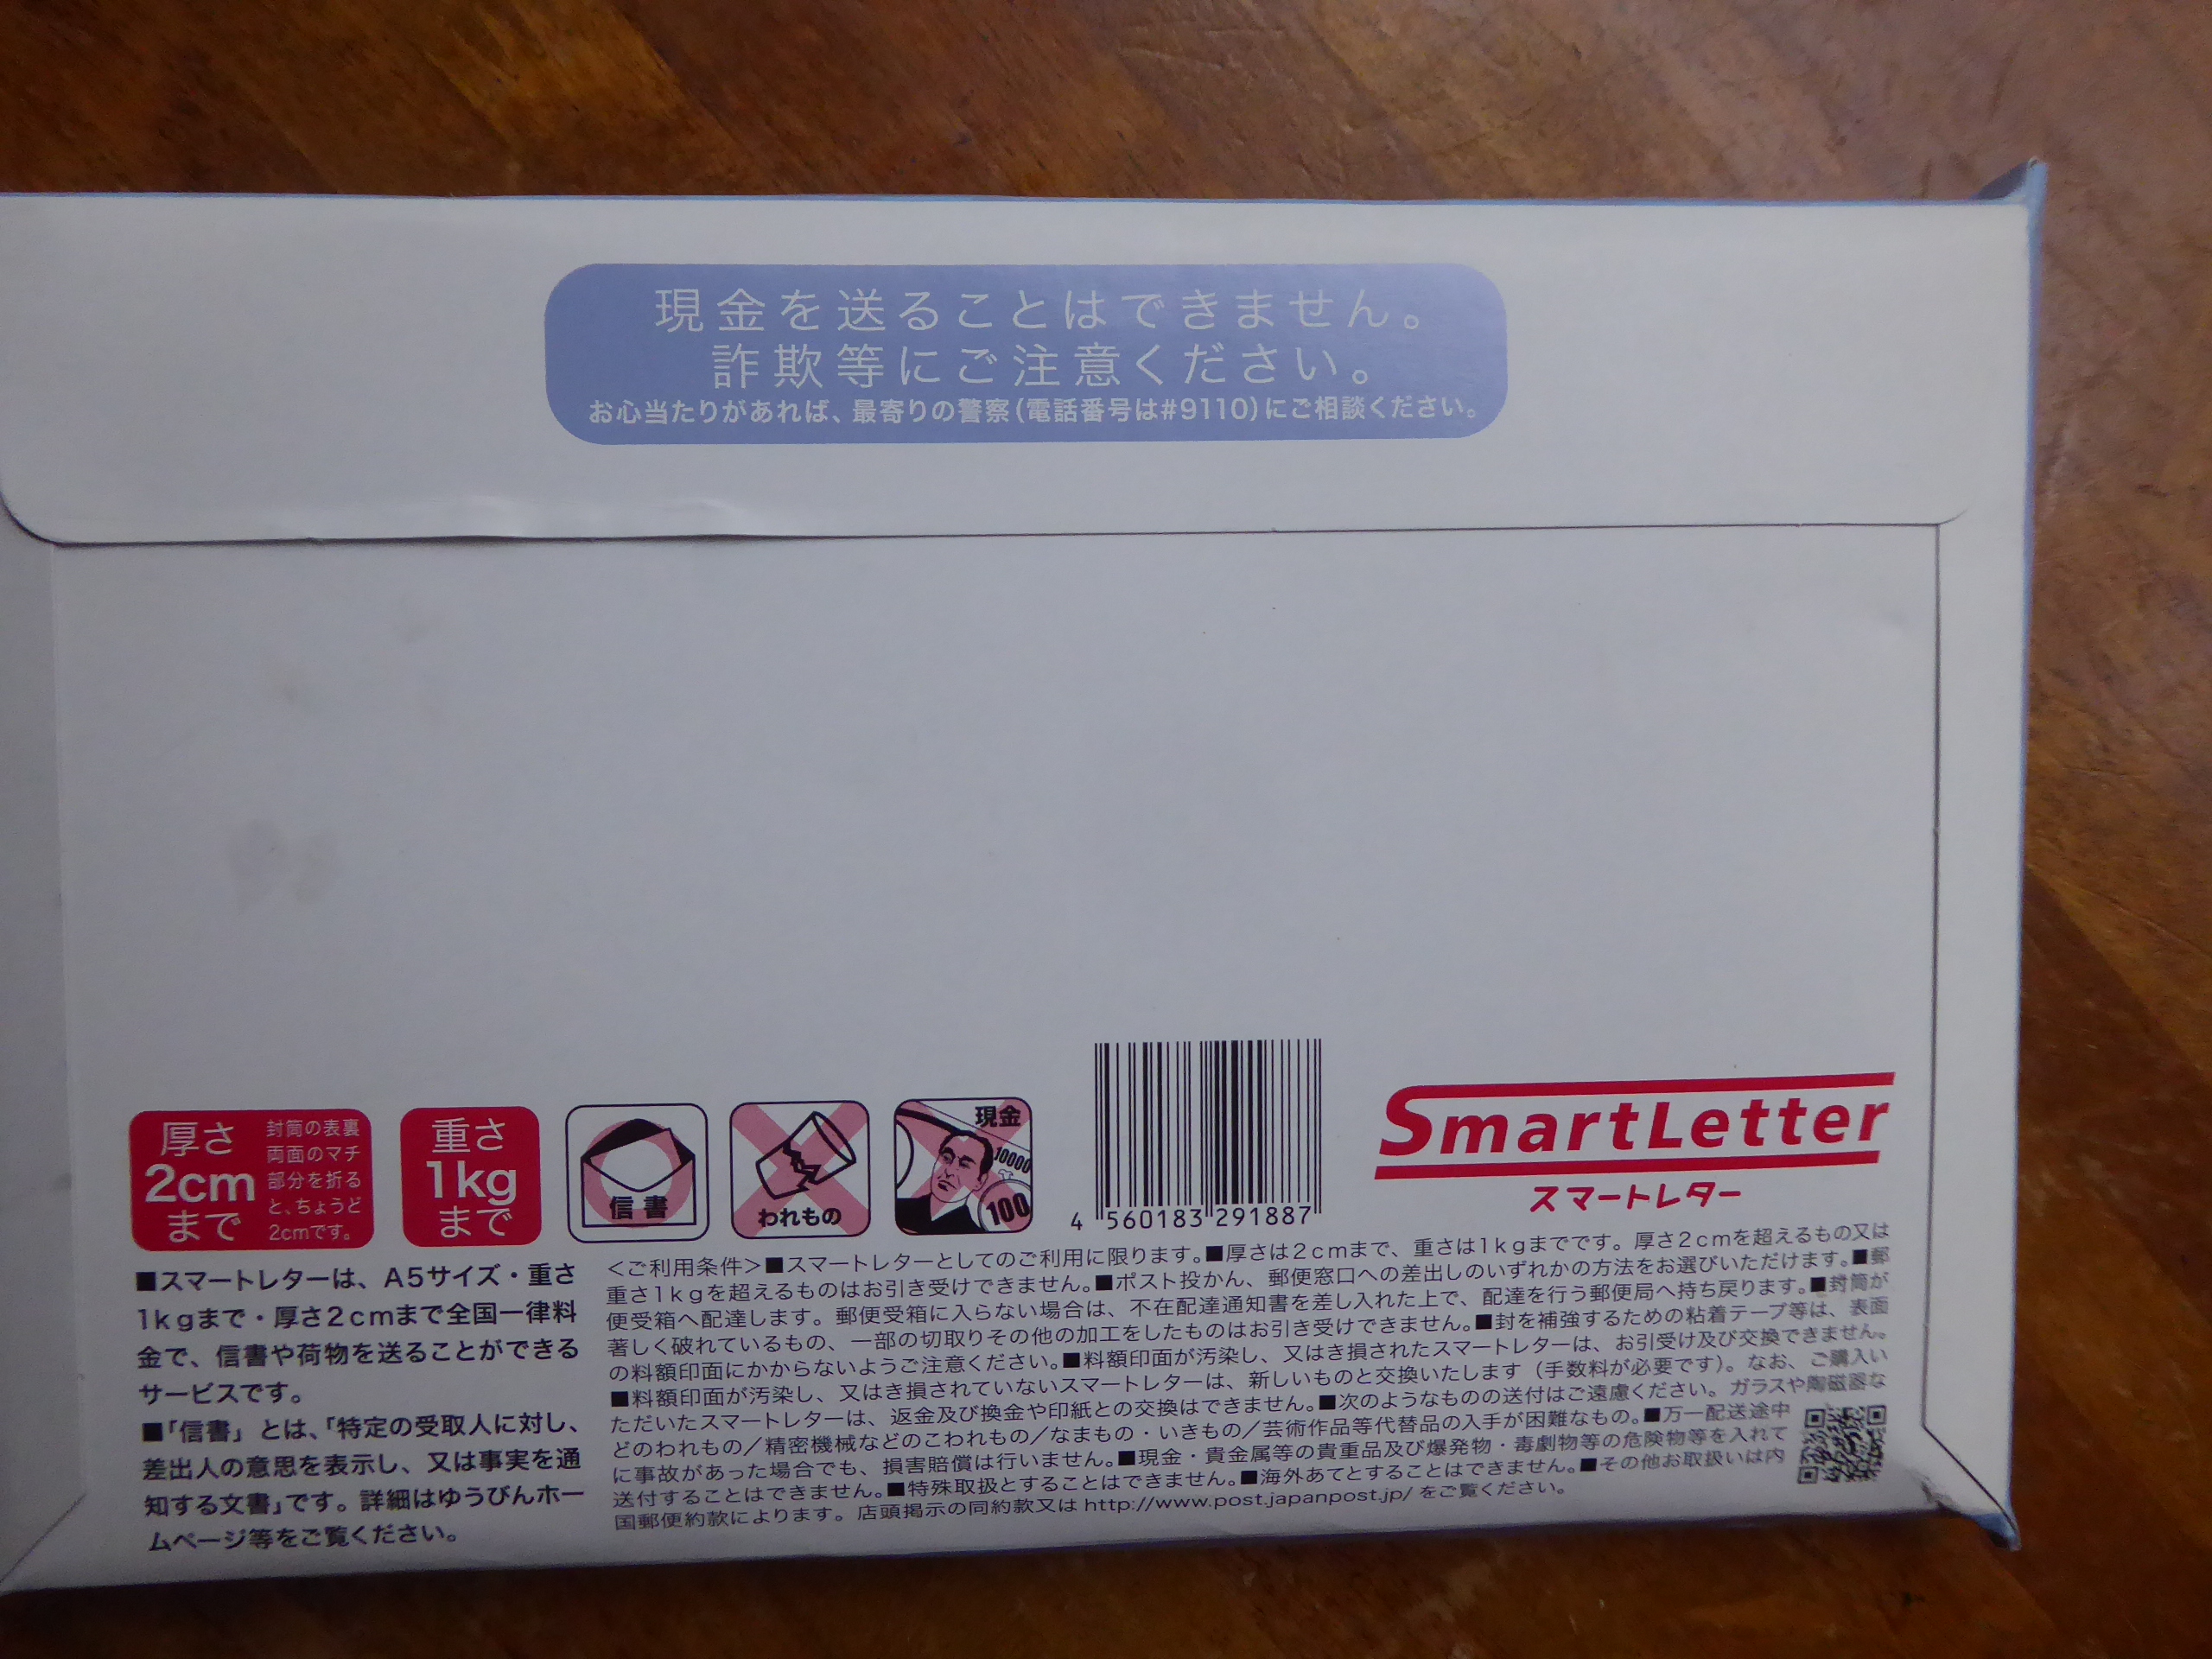 現金を送ることはできません。
詐欺等にご注意ください。
お心当たりがあれば、最寄りの警察(電話番号は#9110)にご相談ください。
厚さ
2cm
まで
封筒の表裏
両面のマチ
部分を折る
と、ちょうど
2cmです。
重さ
1kg
まで
信書
われもの
現金
10000
100
4 560183 291887
SmartLetter
スマートレター
■スマートレターは、A5サイズ・重さ
1kgまで・厚さ2cmまで全国一律料
金で、信書や荷物を送ることができる
サービスです。
■「信書」とは、「特定の受取人に対し、
差出人の意思を表示し、又は事実を通
知する文書」です。詳細はゆうびんホー
ムページ等をご覧ください。
<ご利用条件>■スマートレターとしてのご利用に限ります。■厚さは2cmまで、重さは1kgまでです。厚さ2cmを超えるもの又は
重さ1kgを超えるものはお引き受けできません。■ポスト投かん、郵便窓口への差出しのいずれかの方法をお選びいただけます。■郵
便受箱へ配達します。郵便受箱に入らない場合は、不在配達通知書を差し入れた上で、配達を行う郵便局へ持ち戻ります。■封筒が
著しく破れているもの、一部の切取りその他の加工をしたものはお引き受けできません。■封を補強するための粘着テープ等は、表面
の料額印面にかからないようご注意ください。■料額印面が汚染し、又はき損されたスマートレターは、お引受け及び交換できません。
■料額印面が汚染し、又はき損されていないスマートレターは、新しいものと交換いたします（手数料が必要です）。なお、ご購入い
ただいたスマートレターは、返金及び換金や印紙との交換はできません。■次のようなものの送付はご遠慮ください。ガラスや陶磁器な
どのわれもの／精密機械などのこわれもの／なまもの・いきもの／芸術作品等代替品の入手が困難なもの。■万一配送途中
に事故があった場合でも、損害賠償は行いません。■現金・貴金属等の貴重品及び爆発物・毒劇物等の危険物等を入れて
送付することはできません。■特殊取扱とすることはできません。■海外あてとすることはできません。■その他お取扱いは内
国郵便約款によります。店頭掲示の同約款又は http://www.post.japanpost.jp/ をご覧ください。